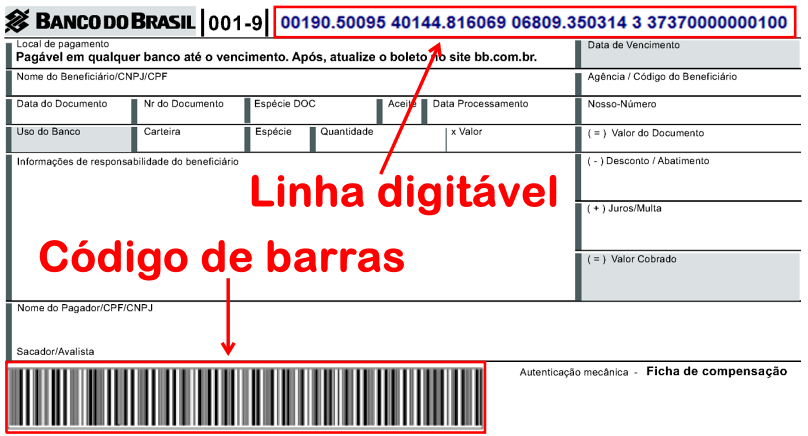 BANCO DO BRASIL 001-9 00190.50095 40144.816069 06809.350314 3 37370000000100
Local de pagamento
Pagável em qualquer banco até o vencimento. Após, atualize o boleto no site bb.com.br.
Data de Vencimento
Nome do Beneficiário/CNPJ/CPF
Agência / Código do Beneficiário
Data do Documento Nr do Documento Espécie DOC Aceite Data Processamento Nosso-Número
Uso do Banco Carteira Espécie Quantidade x Valor ( = ) Valor do Documento
Informações de responsabilidade do beneficiário
( - ) Desconto / Abatimento
Linha digitável
( + ) Juros/Multa
Código de barras
( = ) Valor Cobrado
Nome do Pagador/CPF/CNPJ
Sacador/Avalista
Autenticação mecânica - Ficha de compensação